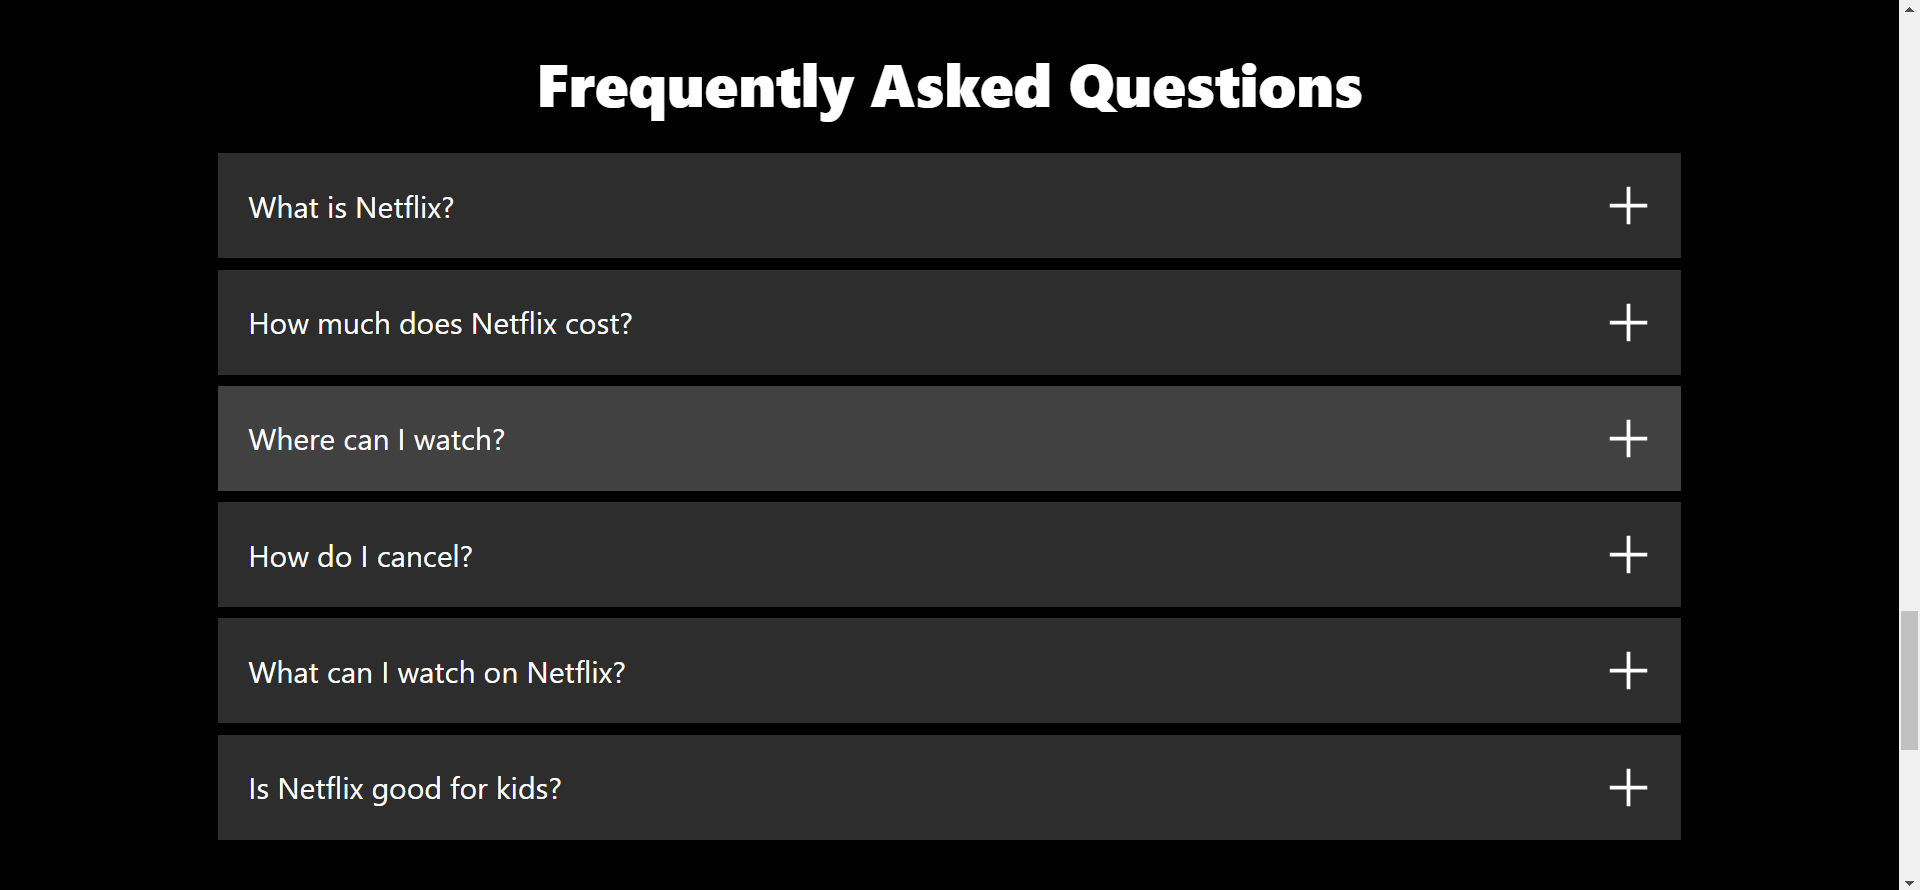 Frequently Asked Questions
What is Netflix?
How much does Netflix cost?
Where can I watch?
How do I cancel?
What can I watch on Netflix?
Is Netflix good for kids?